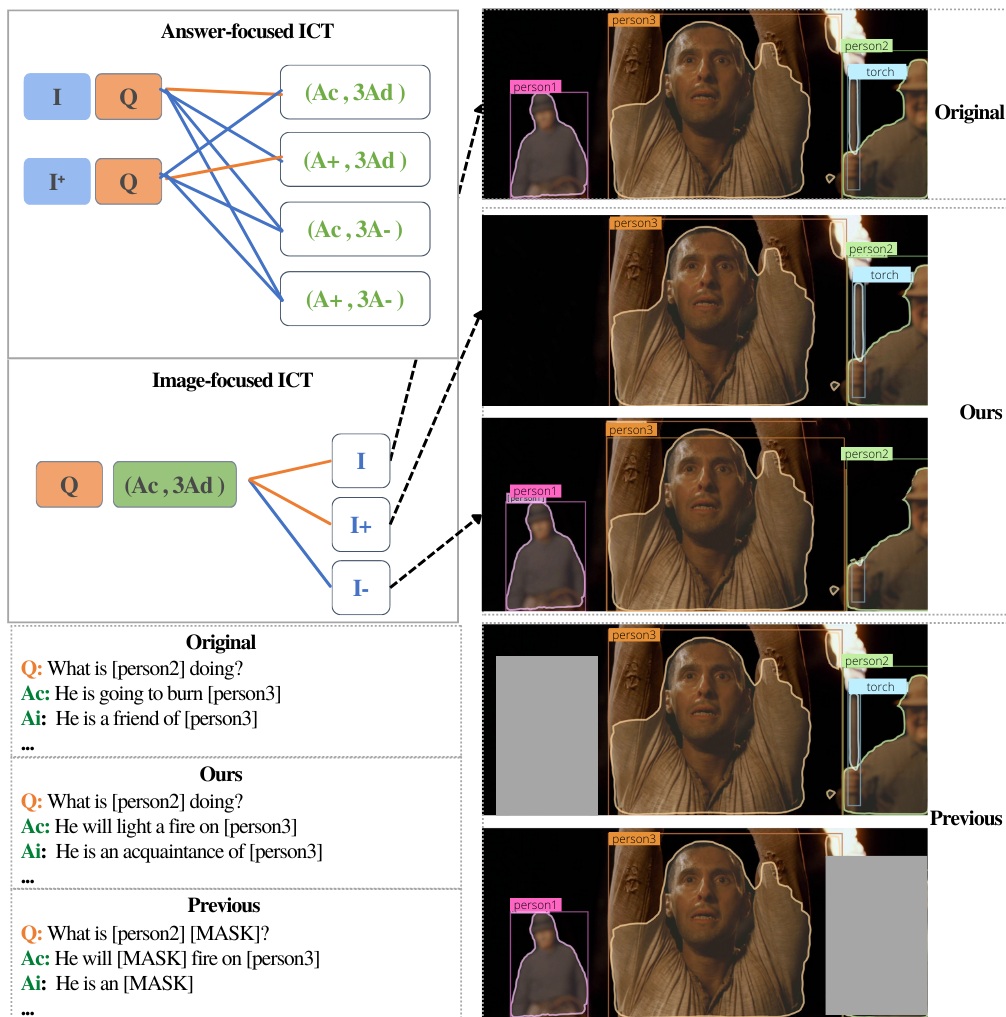 Answer-focused ICT
I Q
(Ac , 3Ad )
(A+ , 3Ad )
I+ Q
(Ac , 3A- )
(A+ , 3A- )
Image-focused ICT
Q (Ac , 3Ad )
I
I+
I-
Original
Q: What is [person2] doing?
Ac: He is going to burn [person3]
Ai: He is a friend of [person3]
...
Ours
Q: What is [person2] doing?
Ac: He will light a fire on [person3]
Ai: He is an acquaintance of [person3]
...
Previous
Q: What is [person2] [MASK]?
Ac: He will [MASK] fire on [person3]
Ai: He is an [MASK]
...
person3
person2
torch
person1
Original
person3
person2
torch
Ours
person3
person2
person1
[person1]
person3
person2
torch
Previous
person3
person1